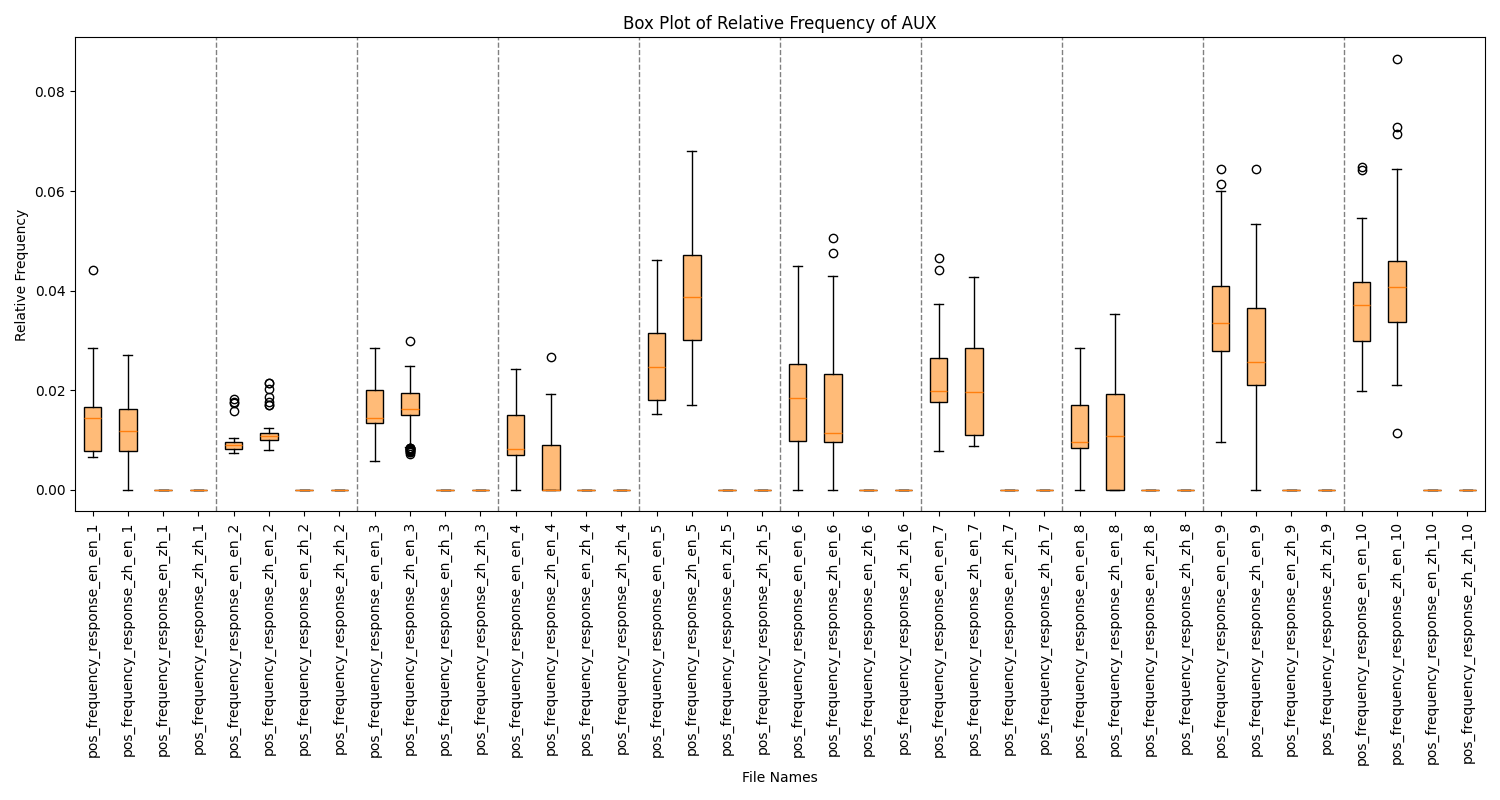 Box Plot of Relative Frequency of AUX
Relative Frequency
0.08
0.06
0.04
0.02
0.00
pos_frequency_response_en_en_1
pos_frequency_response_zh_en_1
pos_frequency_response_en_zh_1
pos_frequency_response_zh_zh_1
pos_frequency_response_en_en_2
pos_frequency_response_zh_en_2
pos_frequency_response_en_zh_2
pos_frequency_response_zh_zh_2
pos_frequency_response_en_en_3
pos_frequency_response_zh_en_3
pos_frequency_response_en_zh_3
pos_frequency_response_zh_zh_3
pos_frequency_response_en_en_4
pos_frequency_response_zh_en_4
pos_frequency_response_en_zh_4
pos_frequency_response_zh_zh_4
pos_frequency_response_en_en_5
pos_frequency_response_zh_en_5
pos_frequency_response_en_zh_5
pos_frequency_response_zh_zh_5
pos_frequency_response_en_en_6
pos_frequency_response_zh_en_6
pos_frequency_response_en_zh_6
pos_frequency_response_zh_zh_6
pos_frequency_response_en_en_7
pos_frequency_response_zh_en_7
pos_frequency_response_en_zh_7
pos_frequency_response_zh_zh_7
pos_frequency_response_en_en_8
pos_frequency_response_zh_en_8
pos_frequency_response_en_zh_8
pos_frequency_response_zh_zh_8
pos_frequency_response_en_en_9
pos_frequency_response_zh_en_9
pos_frequency_response_en_zh_9
pos_frequency_response_zh_zh_9
pos_frequency_response_en_en_10
pos_frequency_response_zh_en_10
pos_frequency_response_en_zh_10
pos_frequency_response_zh_zh_10
File Names